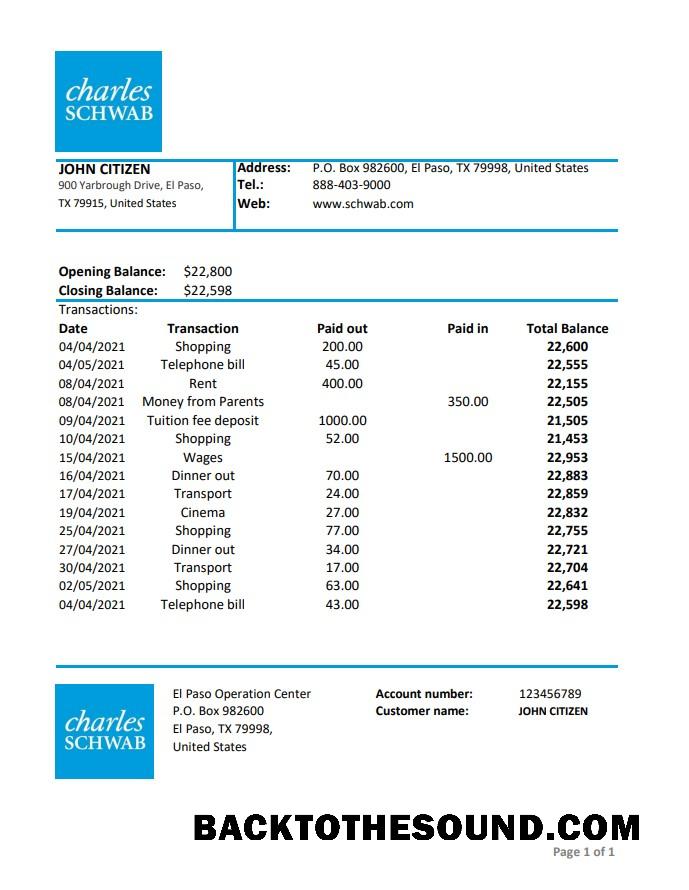 charles
SCHWAB
JOHN CITIZEN
900 Yarbrough Drive, El Paso,
TX 79915, United States
Address: P.O. Box 982600, El Paso, TX 79998, United States
Tel.: 888-403-9000
Web: www.schwab.com
Opening Balance: $22,800
Closing Balance: $22,598
Transactions:
Date Transaction Paid out Paid in Total Balance
04/04/2021 Shopping 200.00 22,600
04/05/2021 Telephone bill 45.00 22,555
08/04/2021 Rent 400.00 22,155
08/04/2021 Money from Parents 350.00 22,505
09/04/2021 Tuition fee deposit 1000.00 21,505
10/04/2021 Shopping 52.00 21,453
15/04/2021 Wages 1500.00 22,953
16/04/2021 Dinner out 70.00 22,883
17/04/2021 Transport 24.00 22,859
19/04/2021 Cinema 27.00 22,832
25/04/2021 Shopping 77.00 22,755
27/04/2021 Dinner out 34.00 22,721
30/04/2021 Transport 17.00 22,704
02/05/2021 Shopping 63.00 22,641
04/04/2021 Telephone bill 43.00 22,598
charles
SCHWAB
El Paso Operation Center
P.O. Box 982600
El Paso, TX 79998,
United States
Account number: 123456789
Customer name: JOHN CITIZEN
BACKTOTHESOUND.COM
Page 1 of 1